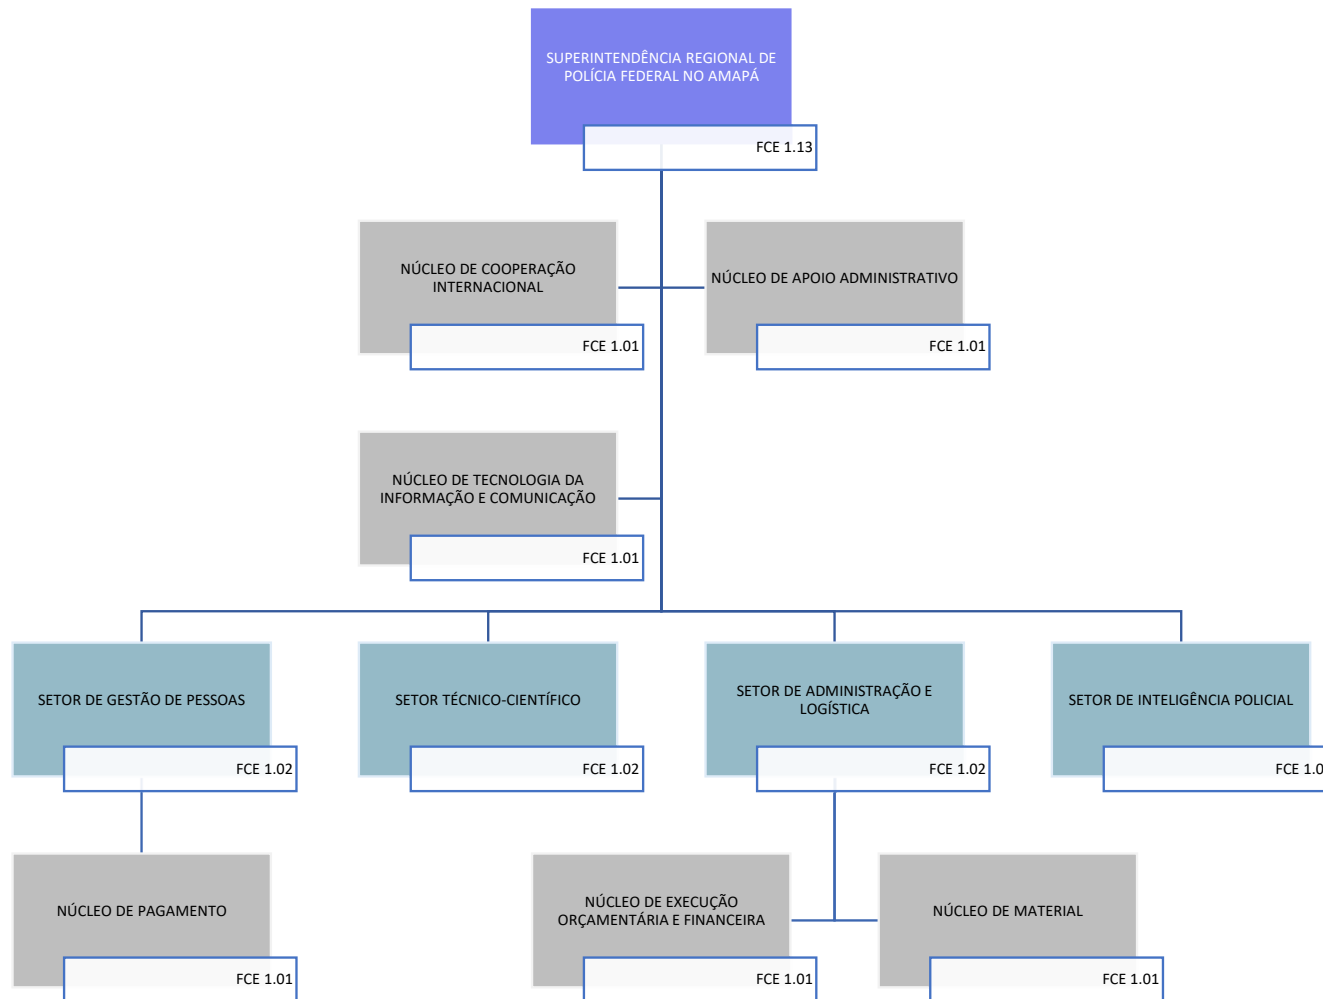 SUPERINTENDÊNCIA REGIONAL DE
POLÍCIA FEDERAL NO AMAPÁ
FCE 1.13
NÚCLEO DE COOPERAÇÃO
INTERNACIONAL
FCE 1.01
NÚCLEO DE APOIO ADMINISTRATIVO
FCE 1.01
NÚCLEO DE TECNOLOGIA DA
INFORMAÇÃO E COMUNICAÇÃO
FCE 1.01
SETOR DE GESTÃO DE PESSOAS
FCE 1.02
SETOR TÉCNICO-CIENTÍFICO
FCE 1.02
SETOR DE ADMINISTRAÇÃO E
LOGÍSTICA
FCE 1.02
SETOR DE INTELIGÊNCIA POLICIAL
FCE
NÚCLEO DE PAGAMENTO
FCE 1.01
NÚCLEO DE EXECUÇÃO
ORÇAMENTÁRIA E FINANCEIRA
FCE 1.01
NÚCLEO DE MATERIAL
FCE 1.01